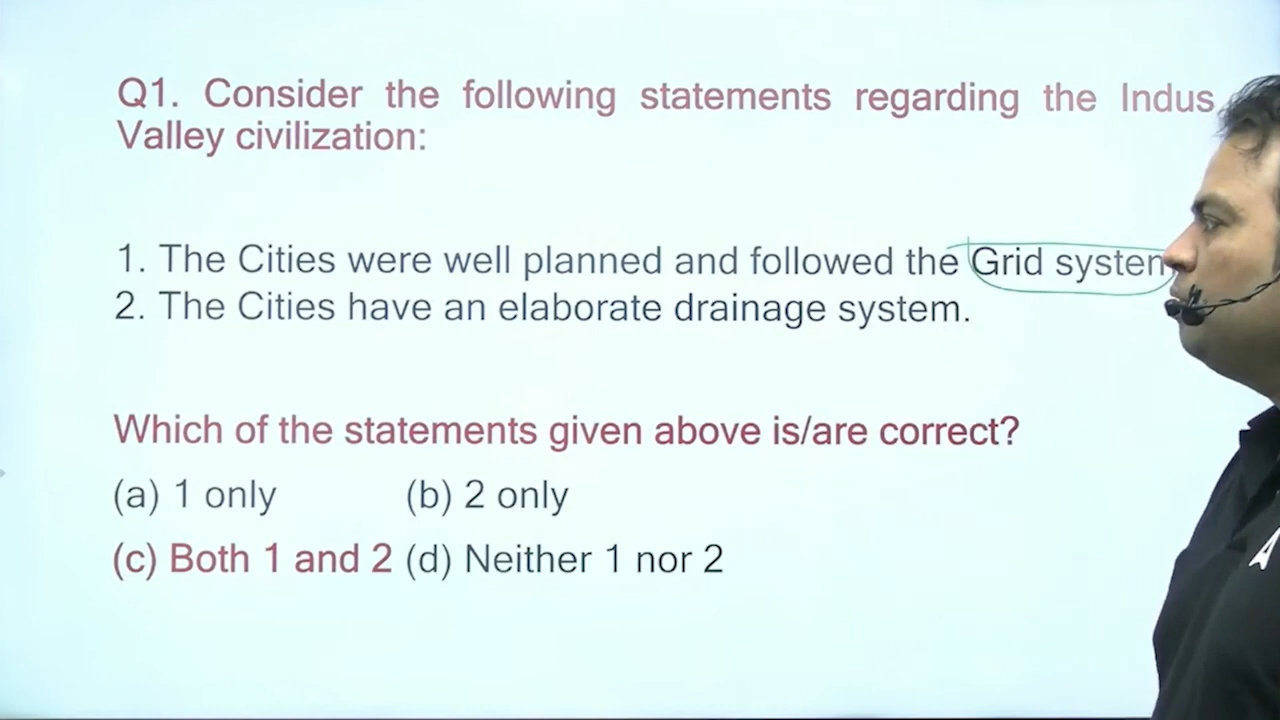 Q1. Consider the following statements regarding the Indus
Valley civilization:
1. The Cities were well planned and followed the Grid
2. The Cities have an elaborate drainage system.
Which of the statements given above is/are correct?
(a) 1 only (b) 2 only
(c) Both 1 and 2 (d) Neither 1 nor 2